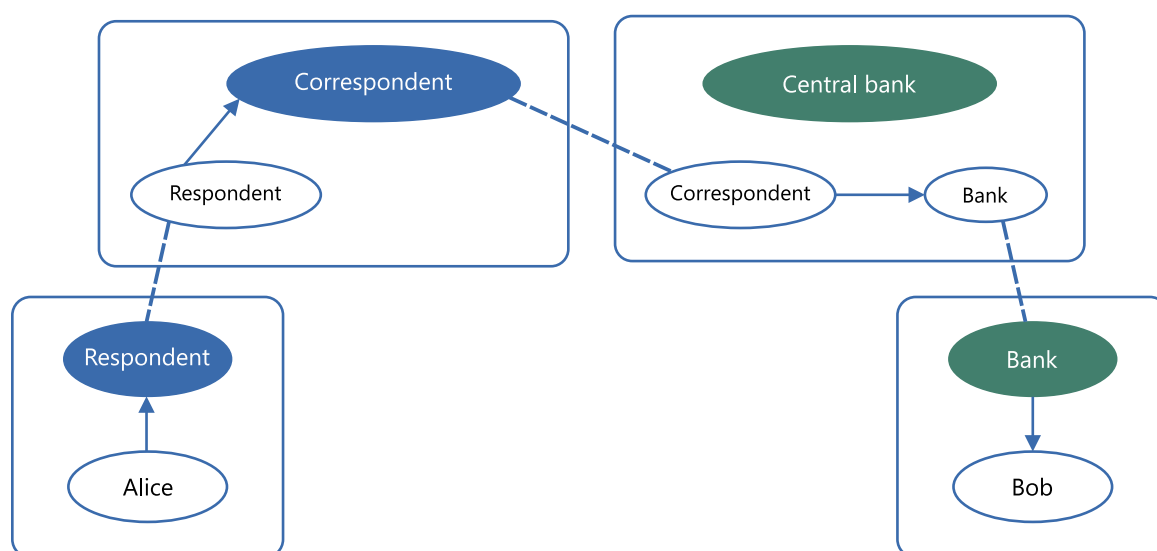 Correspondent
Central bank
Respondent
Correspondent
Bank
Respondent
Bank
Alice
Bob